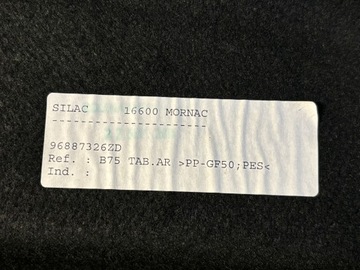 SILAC 16600 MORNAC
----------------------
96887326ZD
Ref. : B75 TAB.AR >PP-GF50;PES<
Ind. :